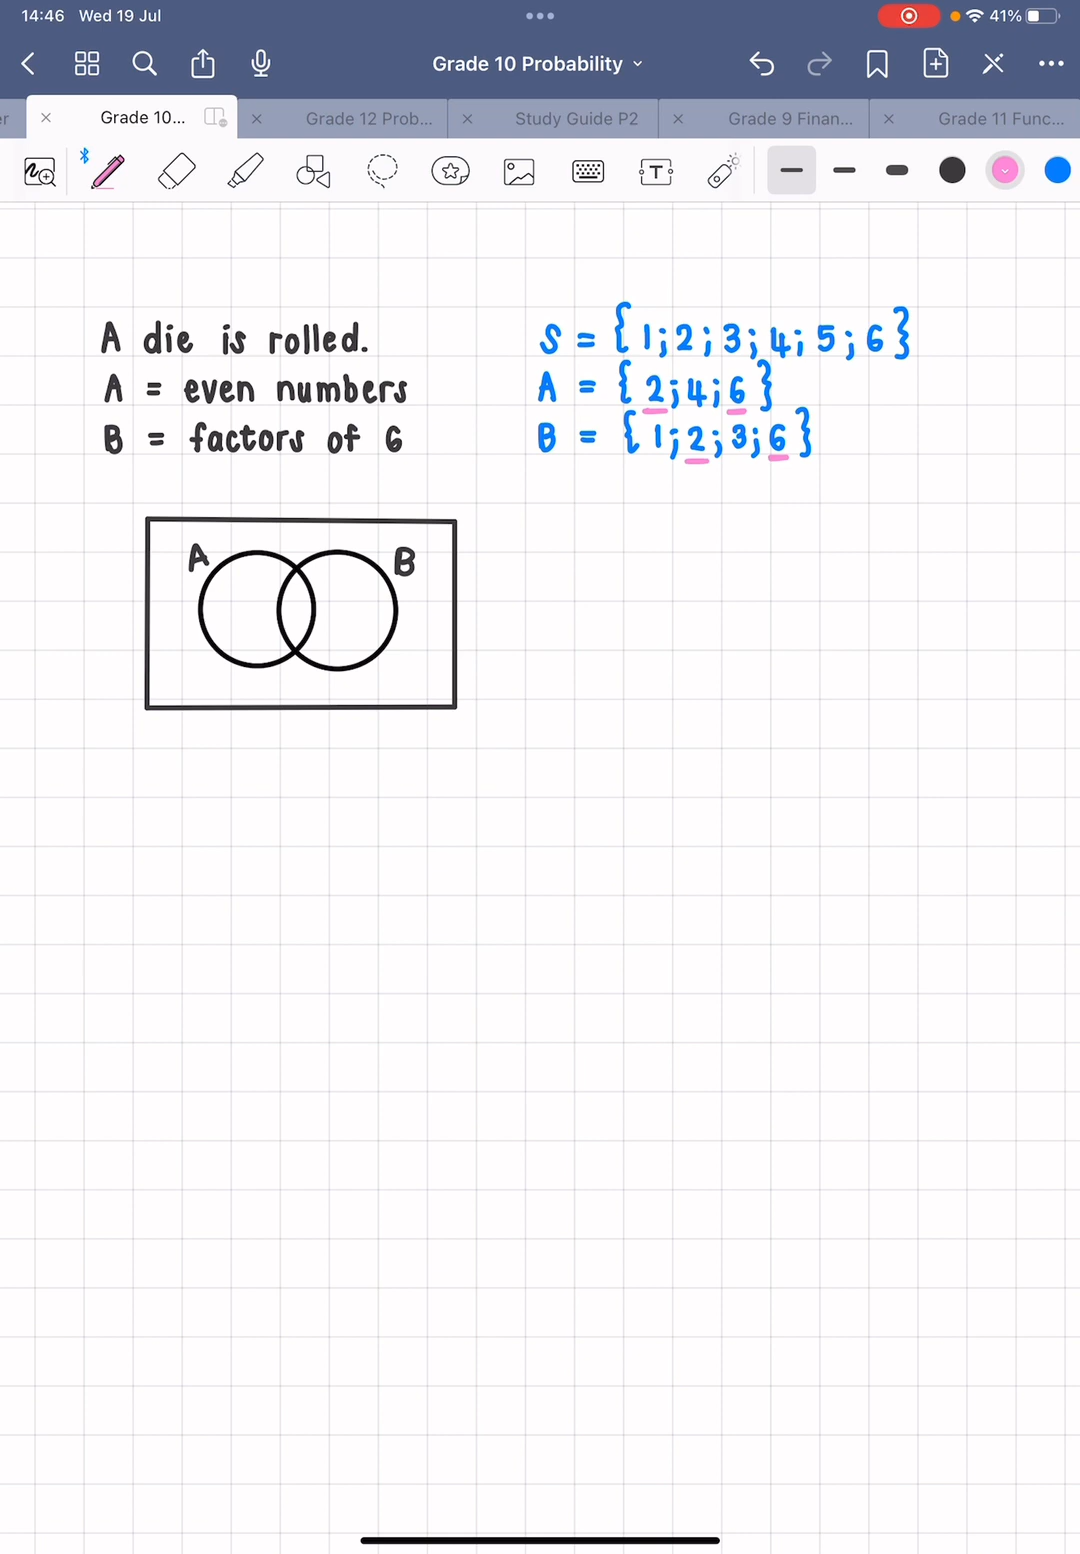 14:46 Wed 19 Jul
41%
Grade 10 Probability
er
Grade 10...
Grade 12 Prob...
Study Guide P2
Grade 9 Finan...
Grade 11 Func...
T
A die is rolled.
A = even numbers
B = factors of 6
S = {1;2;3;4;5;6}
A = {2;4;6}
B = {1;2;3;6}
A
B